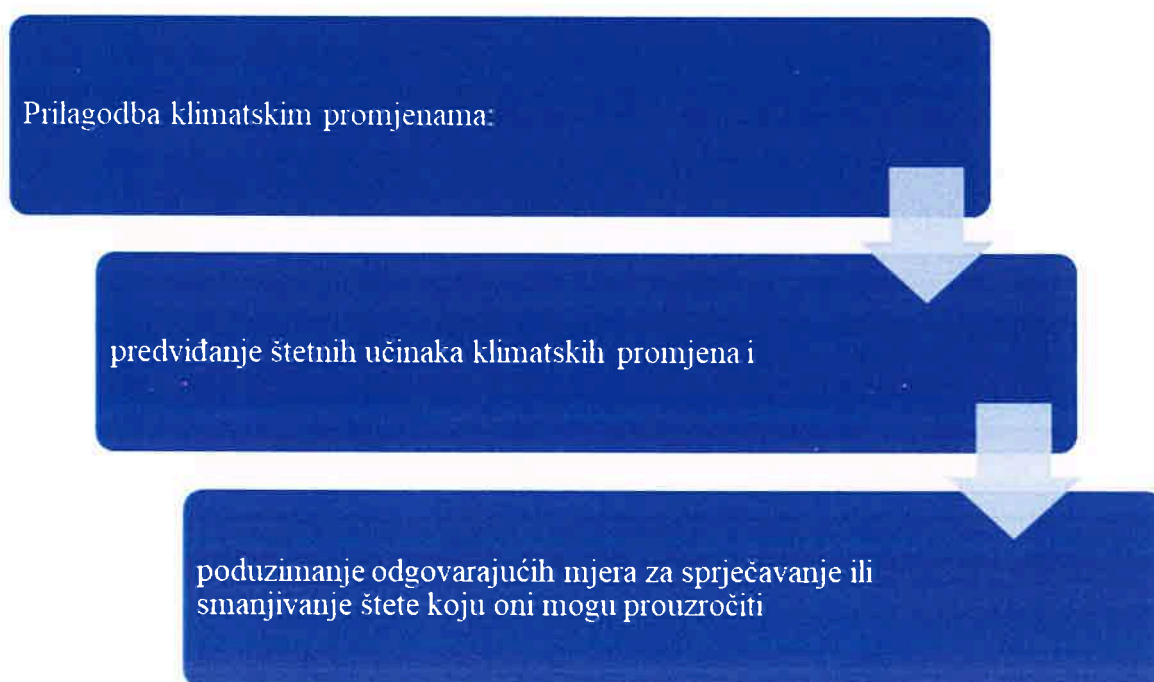 Prilagodba klimatskim promjenama:
predviđanje štetnih učinaka klimatskih promjena i
poduzimanje odgovarajućih mjera za sprječavanje ili
smanjivanje štete koju oni mogu prouzročiti